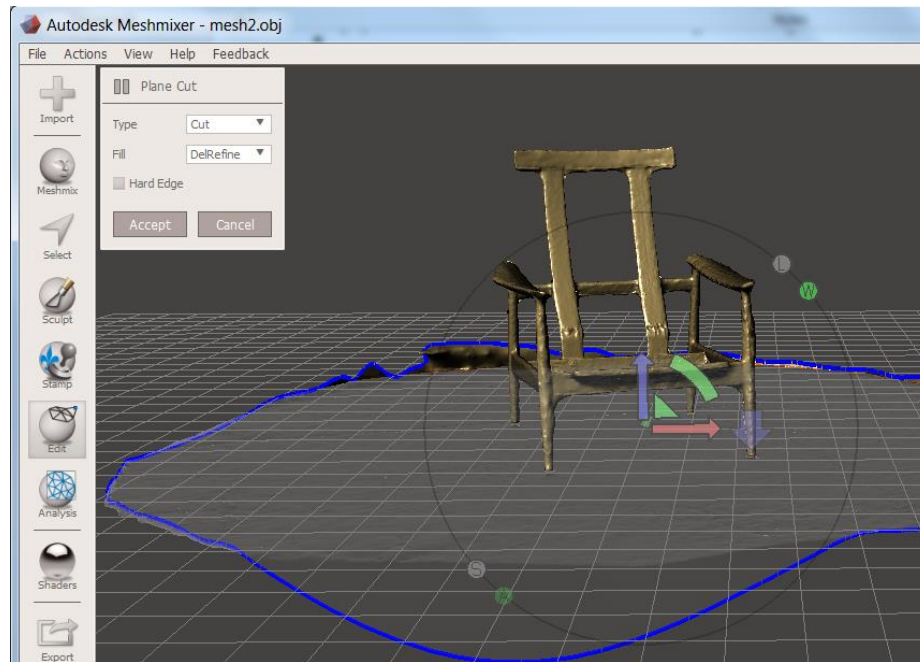 Autodesk Meshmixer - mesh2.obj
File Actions View Help Feedback
Import
Meshmix
Select
Sculpt
Stamp
Edit
Analysis
Shaders
Export
Plane Cut
Type Cut
Fill DelRefine
Hard Edge
Accept Cancel
L
W
S
A